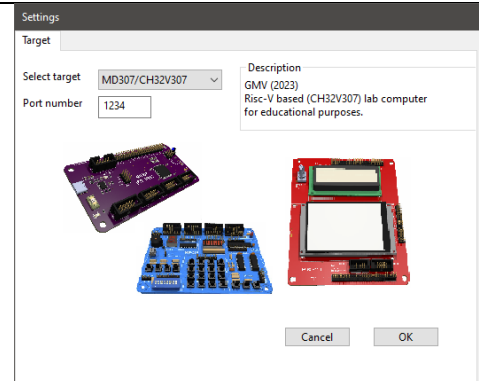 Settings
Target
Select target
MD307/CH32V307
Port number
1234
Description
GMV (2023)
Risc-V based (CH32V307) lab computer
for educational purposes.
Cancel
OK